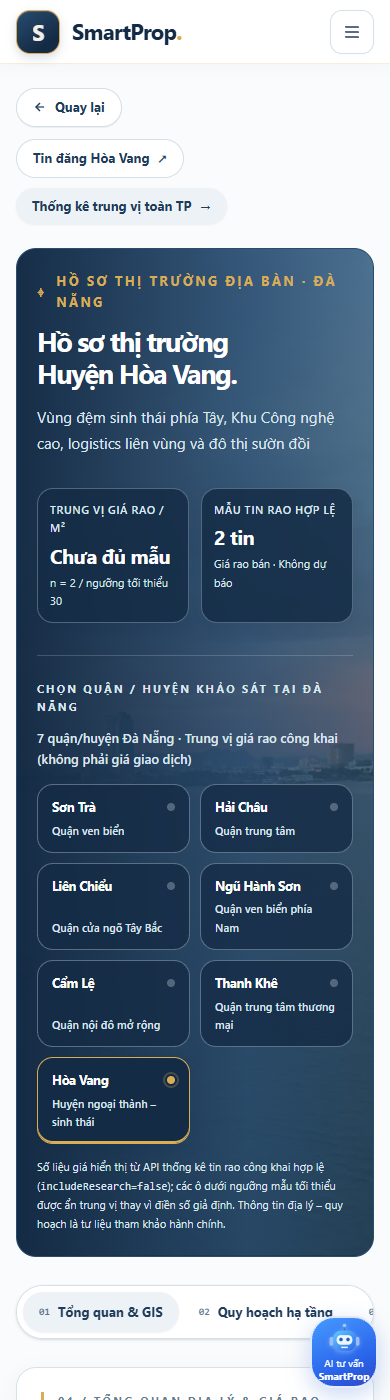 S SmartProp.
← Quay lại
Tin đăng Hòa Vang ↗
Thống kê trung vị toàn TP →
HỒ SƠ THỊ TRƯỜNG ĐỊA BÀN · ĐÀ
NẴNG
Hồ sơ thị trường
Huyện Hòa Vang.
Vùng đệm sinh thái phía Tây, Khu Công nghệ
cao, logistics liên vùng và đô thị sườn đồi
TRUNG VỊ GIÁ RAO /
M²
Chưa đủ mẫu
n = 2 / ngưỡng tối thiểu
30
MẪU TIN RAO HỢP LỆ
2 tin
Giá rao bán · Không dự
báo
CHỌN QUẬN / HUYỆN KHẢO SÁT TẠI ĐÀ
NẴNG
7 quận/huyện Đà Nẵng · Trung vị giá rao công khai
(không phải giá giao dịch)
Sơn Trà
Quận ven biển
Hải Châu
Quận trung tâm
Liên Chiểu
Quận cửa ngõ Tây Bắc
Ngũ Hành Sơn
Quận ven biển phía
Nam
Cẩm Lệ
Quận nội đô mở rộng
Thanh Khê
Quận trung tâm thương
mại
Hòa Vang
Huyện ngoại thành –
sinh thái
Số liệu giá hiển thị từ API thống kê tin rao công khai hợp lệ
(includeResearch=false); các ô dưới ngưỡng mẫu tối thiểu
được ẩn trung vị thay vì điền số giả định. Thông tin địa lý – quy
hoạch là tư liệu tham khảo hành chính.
01 Tổng quan & GIS
02 Quy hoạch hạ tầng
AI tư vấn
SmartProp